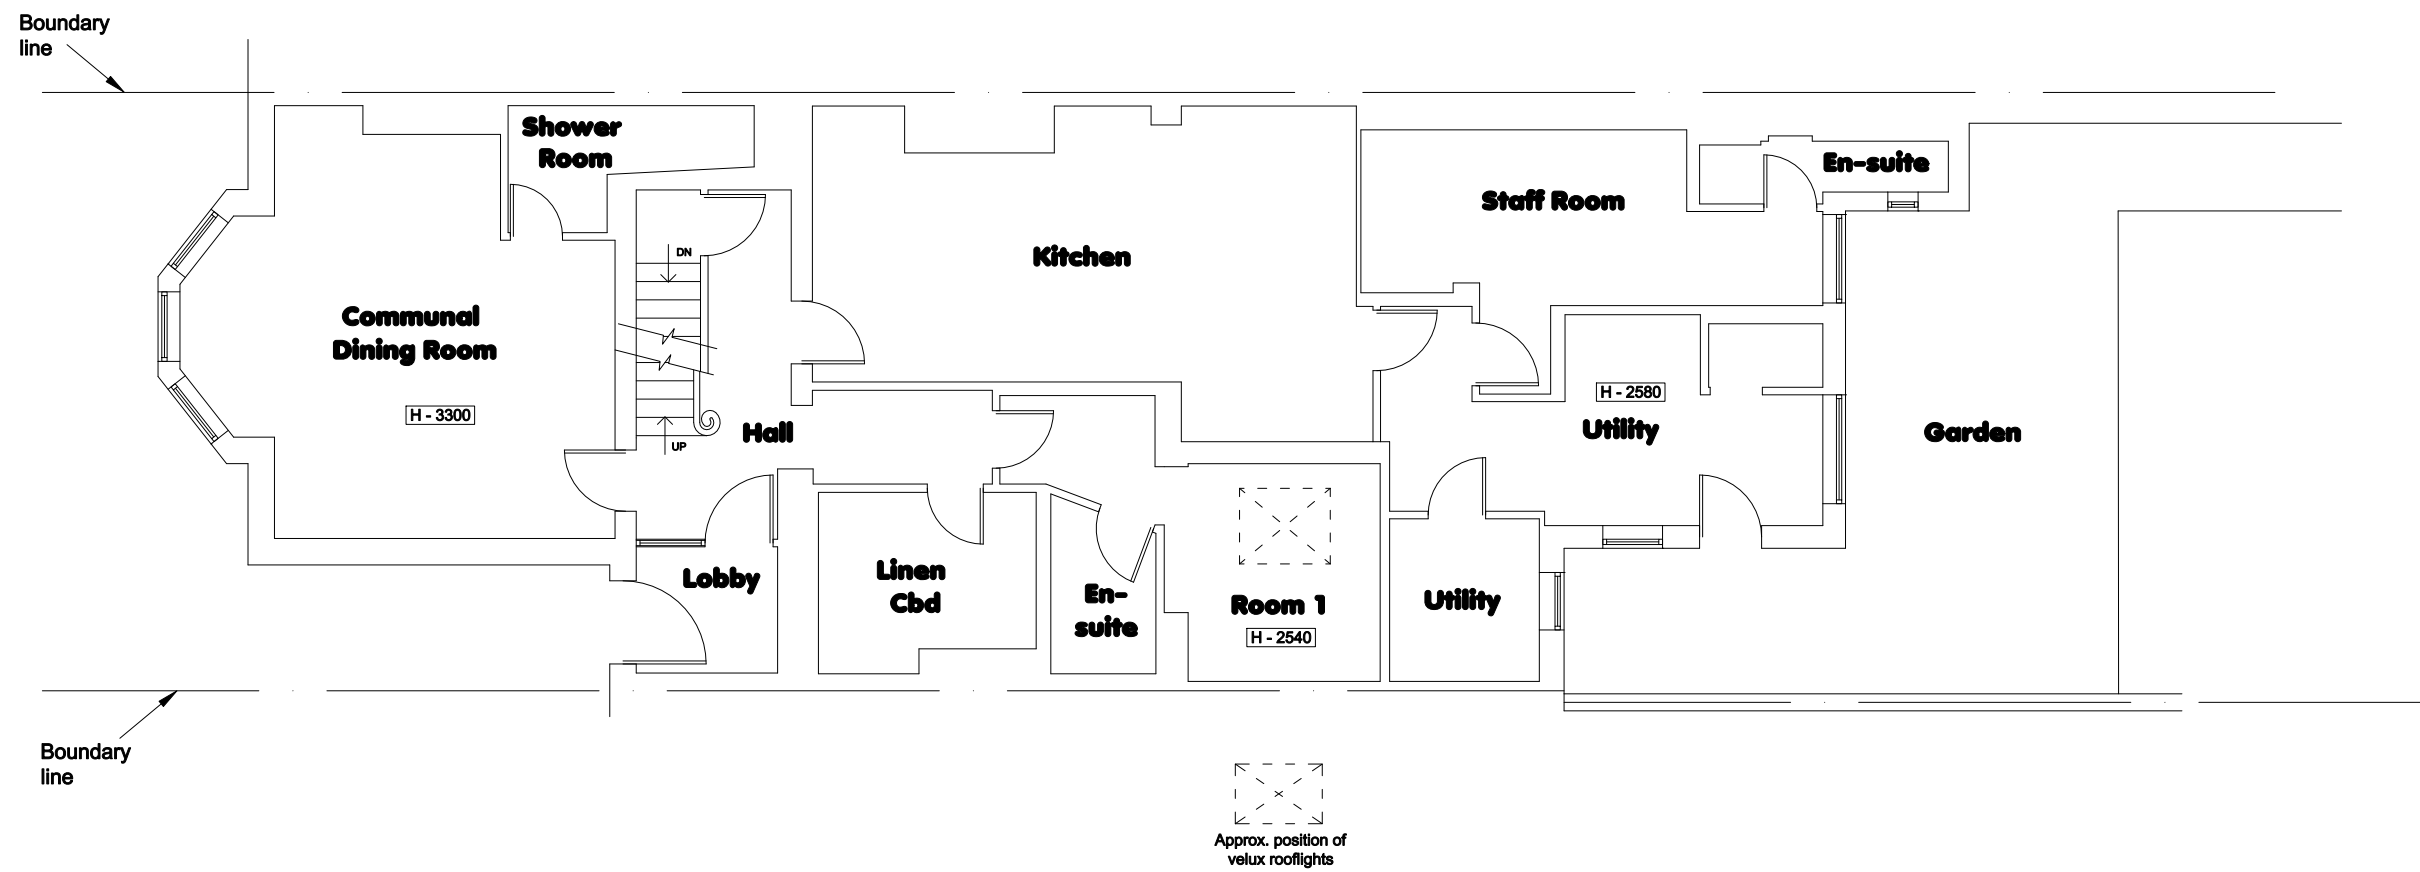 Boundary
line
Shower
Room
En-suite
Staff Room
DN
Kitchen
Communal
Dining Room
H - 3300
H - 2580
Utility
Hall
UP
Garden
Lobby
Linen
Cbd
En-
suite
Room 1
H - 2540
Utility
Boundary
line
Approx. position of
velux rooflights